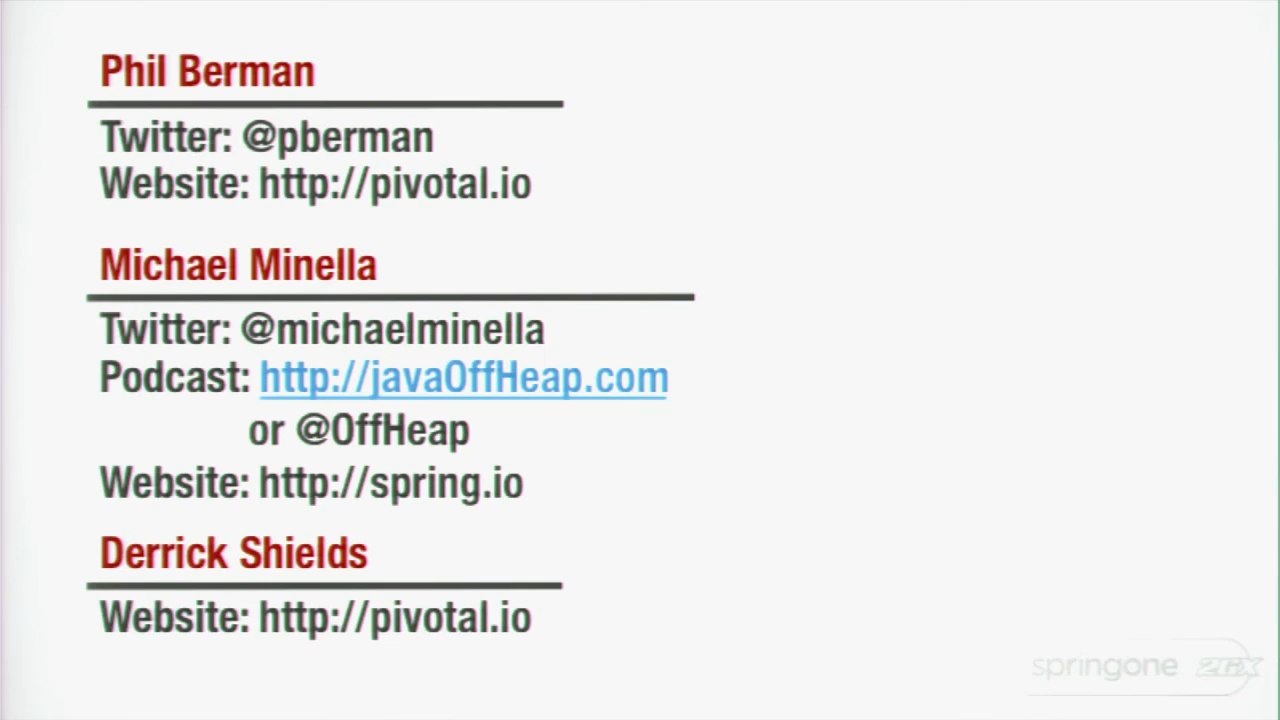 Phil Berman
Twitter: @pberman
Website: http://pivotal.io
Michael Minella
Twitter: @michaelminella
Podcast: http://javaOffHeap.com
or @OffHeap
Website: http://spring.io
Derrick Shields
Website: http://pivotal.io
springone 2GX